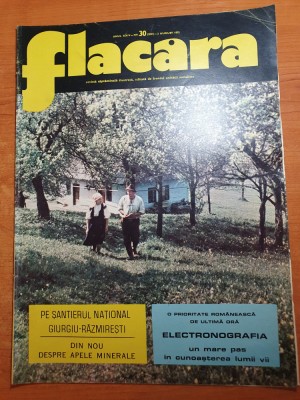 30
flacara
PE ȘANTIERUL NAȚIONAL
GIURGIU-RĂZMIREȘTI
DIN NOU
DESPRE APELE MINERALE
O PRIORITATE ROMÂNEASCĂ
DE ULTIMĂ ORĂ
ELECTRONOGRAFIA
un mare pas
în cunoașterea lumii vii